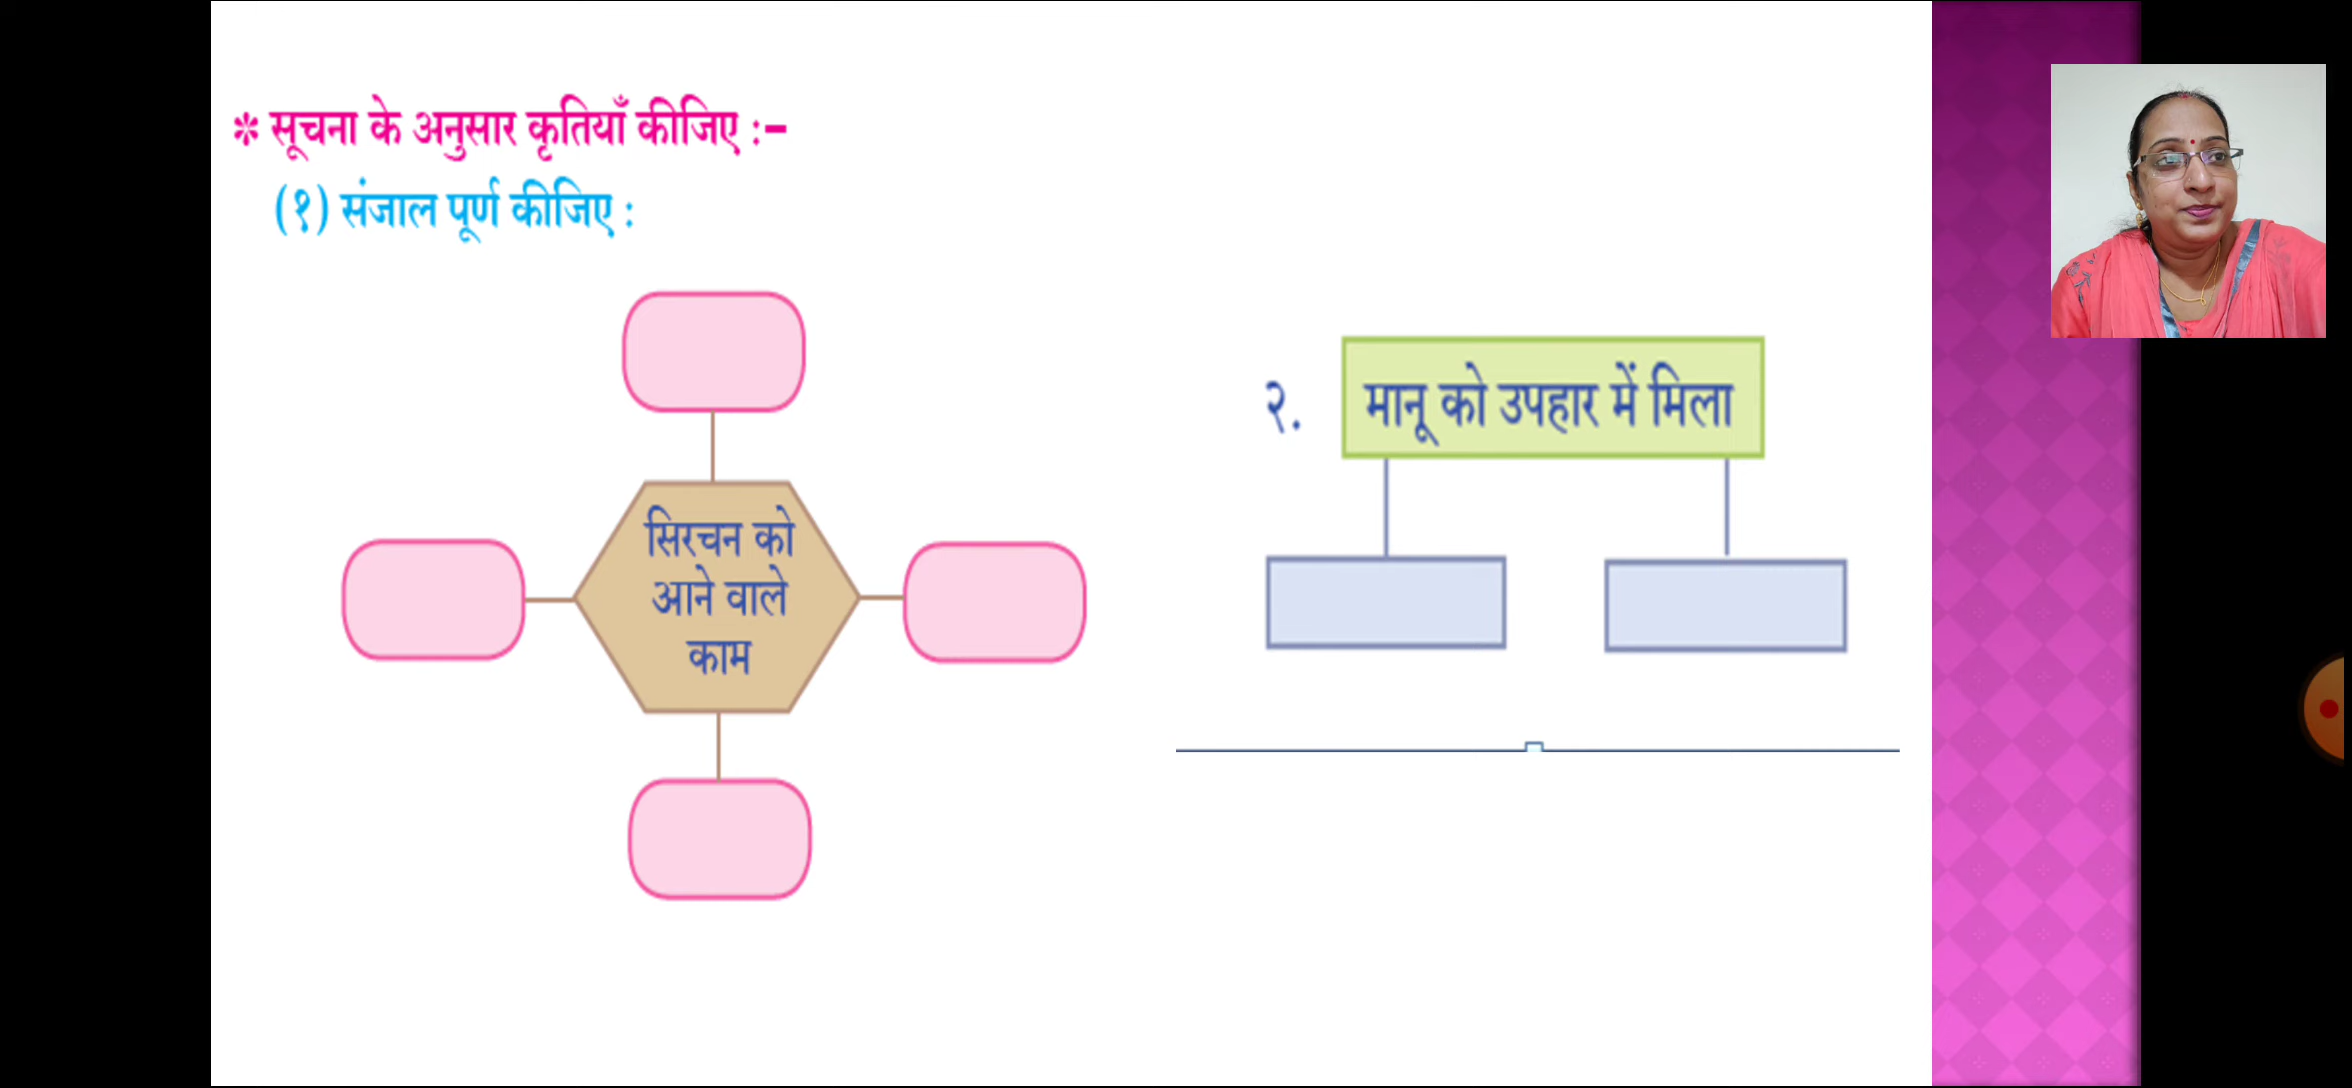 * सूचना के अनुसार कृतियाँ कीजिए :-
(१) संजाल पूर्ण कीजिए :
सिरचन को
आने वाले
काम
२. मानू को उपहार में मिला